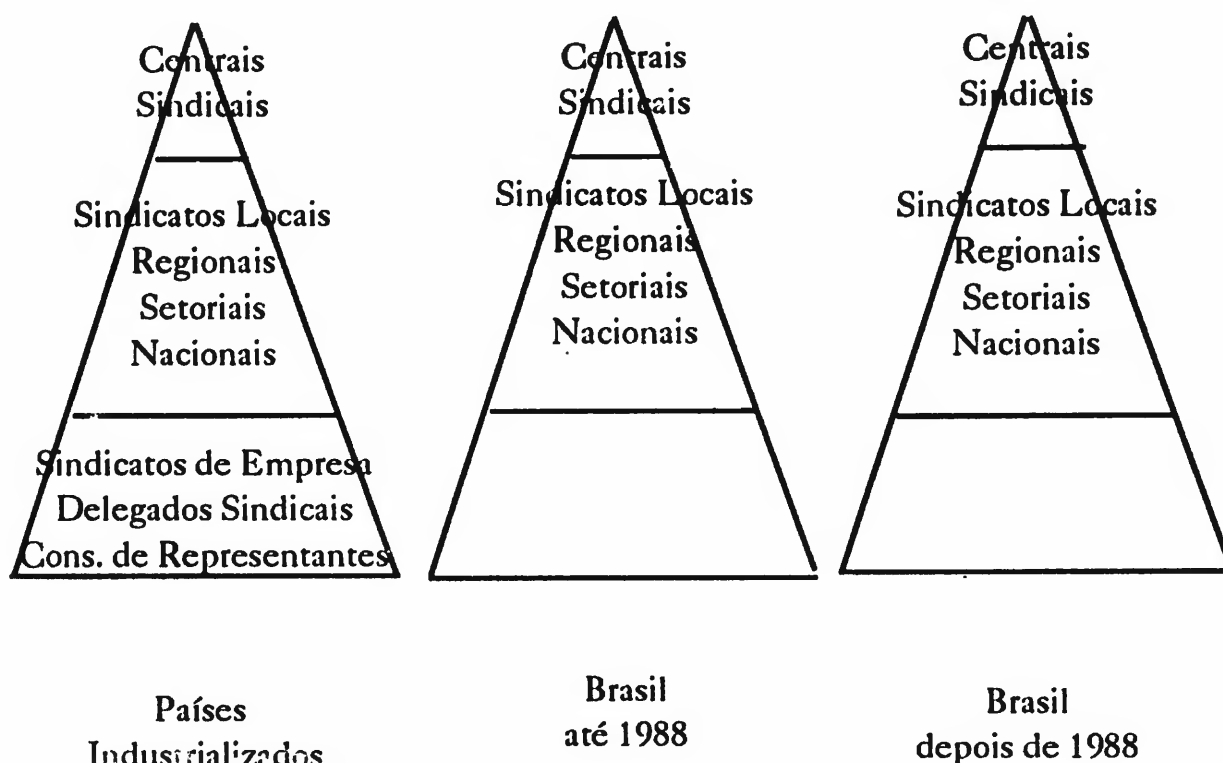 Centrais
Sindicais
Sindicatos Locais
Regionais
Setoriais
Nacionais
Sindicatos de Empresa
Delegados Sindicais
Cons. de Representantes
Países
Industrializados
Centrais
Sindicais
Sindicatos Locais
Regionais
Setoriais
Nacionais
Brasil
até 1988
Centrais
Sindicais
Sindicatos Locais
Regionais
Setoriais
Nacionais
Brasil
depois de 1988